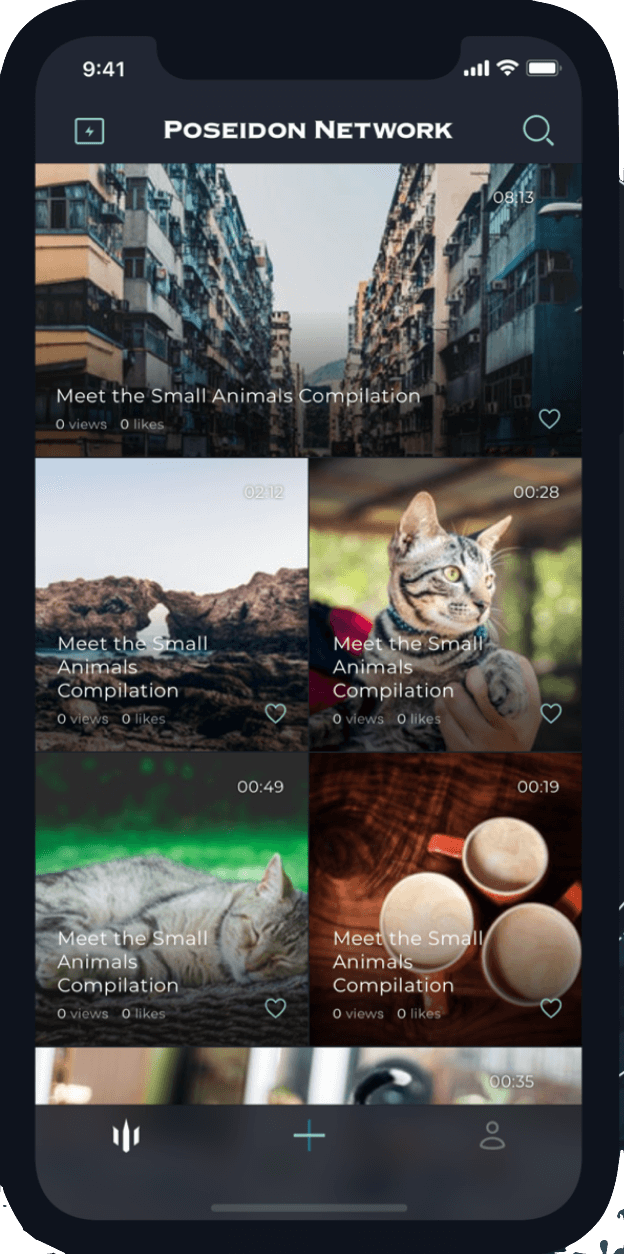 9:41
POSEIDON NETWORK
08:13
Meet the Small Animals Compilation
0 views 0 likes
02:12
00:28
Meet the Small
Animals
Compilation
0 views 0 likes
Meet the Small
Animals
Compilation
0 views 0 likes
00:49
00:19
Meet the Small
Animals
Compilation
0 views 0 likes
Meet the Small
Animals
Compilation
0 views 0 likes
00:35